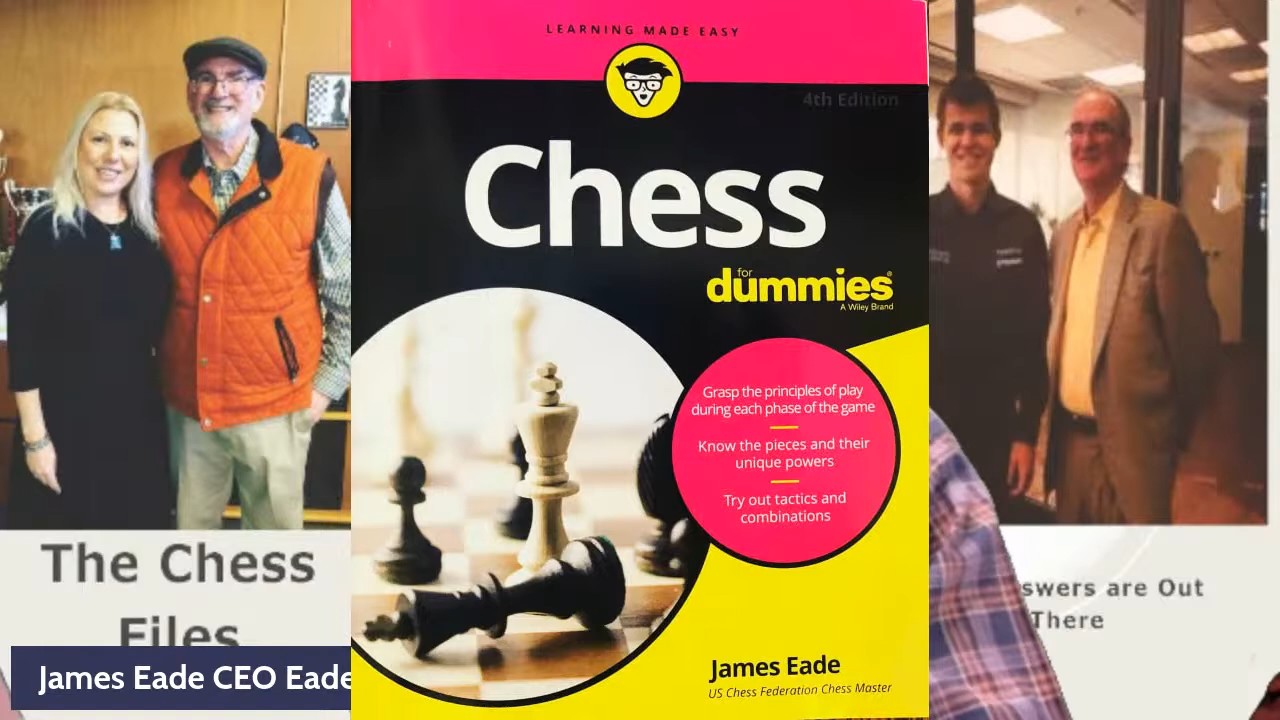 LEARNING MADE EASY
4th Edition
Chess
for
dummies®
A Wiley Brand
Grasp the principles of play
during each phase of the game
Know the pieces and their
unique powers
Try out tactics and
combinations
James Eade
US Chess Federation Chess Master
The Chess
Files
James Eade CEO Eade
swers are Out
There